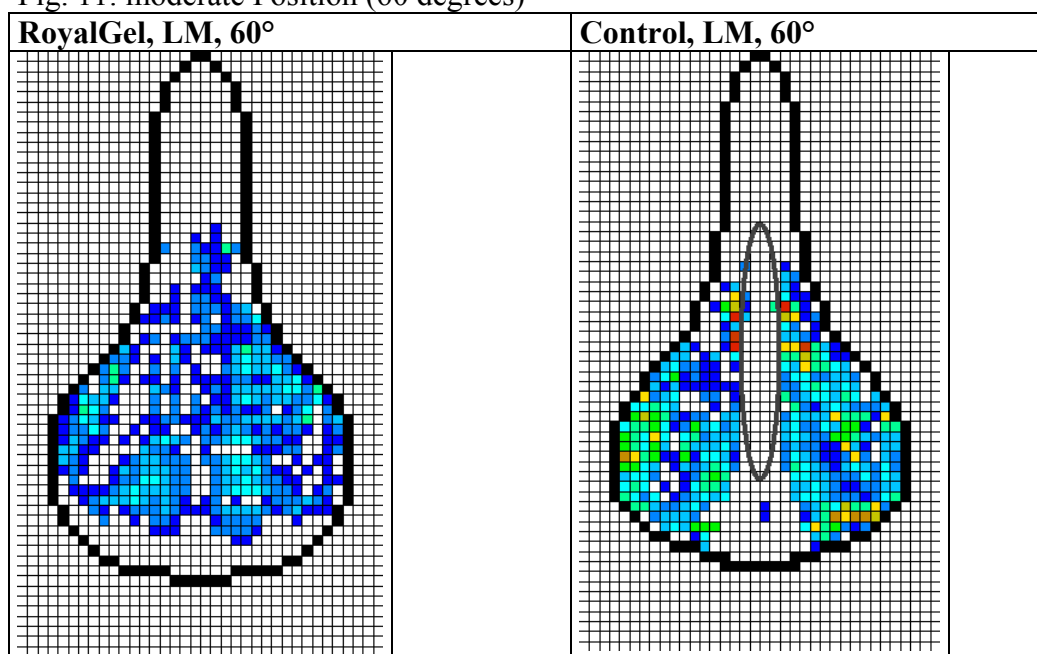 Fig. 11: moderate Position (60 degrees)
RoyalGel, LM, 60°
Control, LM, 60°